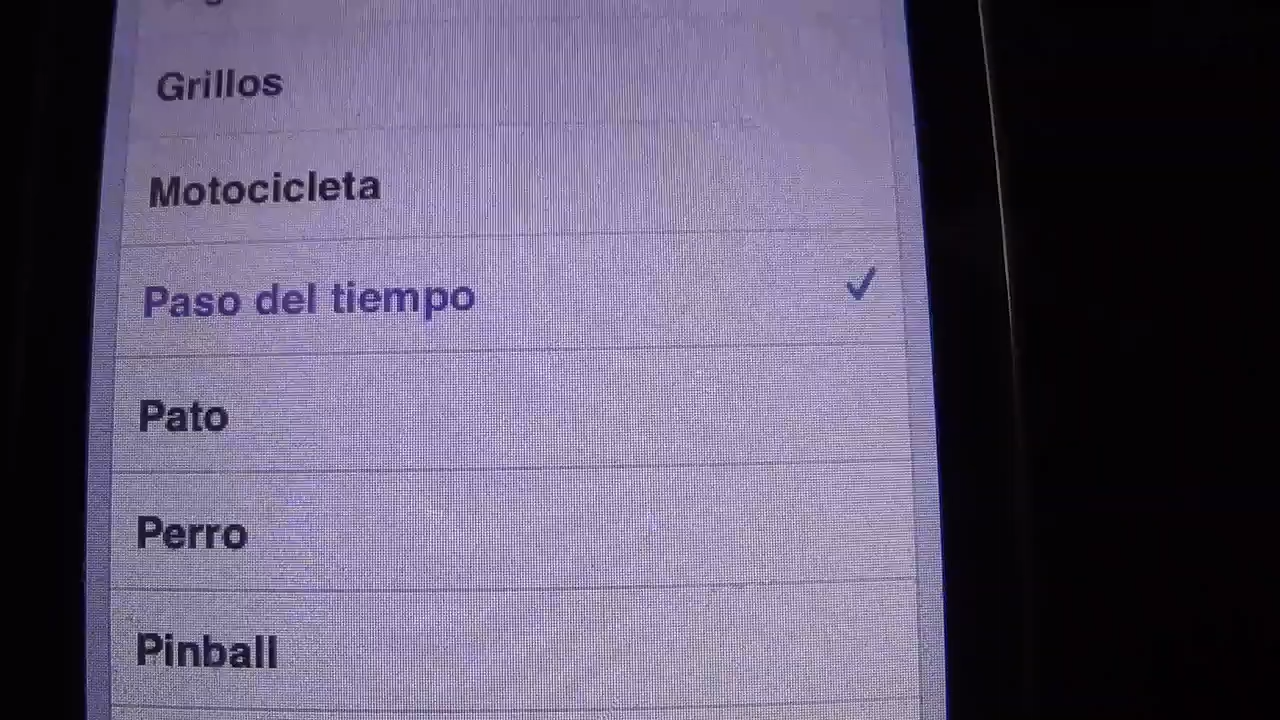 Grillos
Motocicleta
Paso del tiempo
Pato
Perro
Pinball